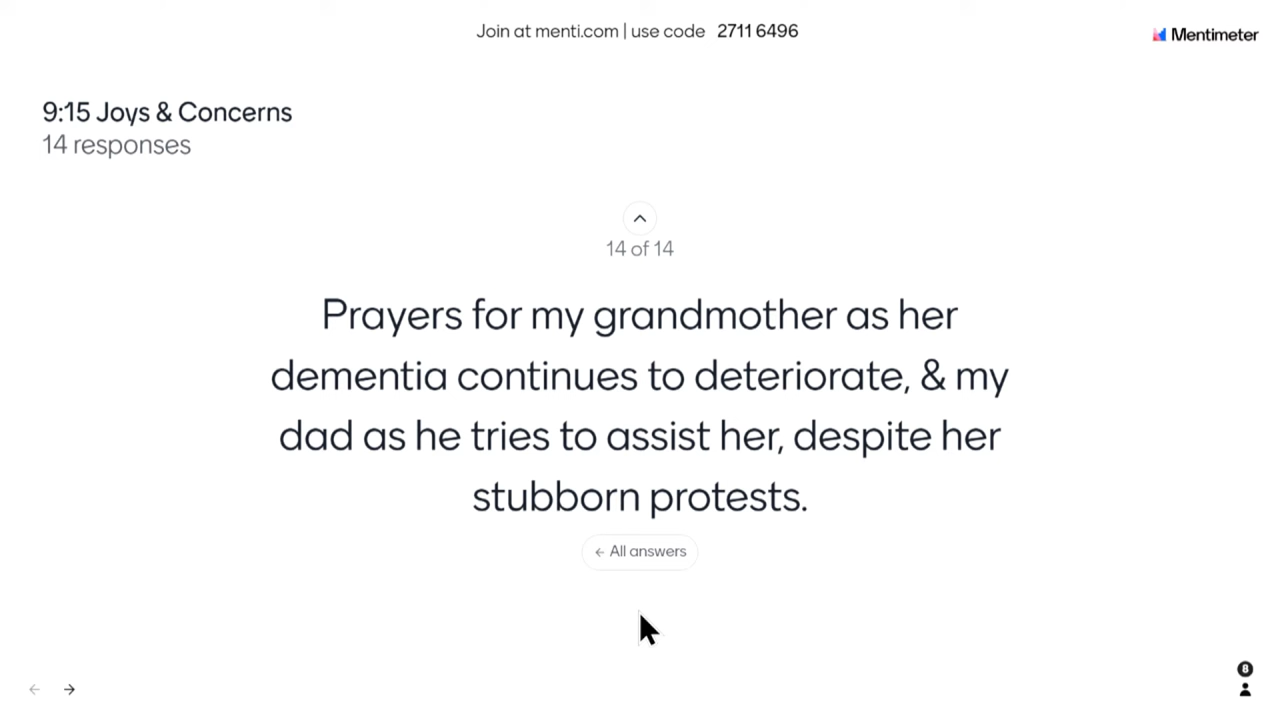 Join at menti.com | use code 2711 6496
Mentimeter
9:15 Joys & Concerns
14 responses
14 of 14
Prayers for my grandmother as her
dementia continues to deteriorate, & my
dad as he tries to assist her, despite her
stubborn protests.
← All answers
8